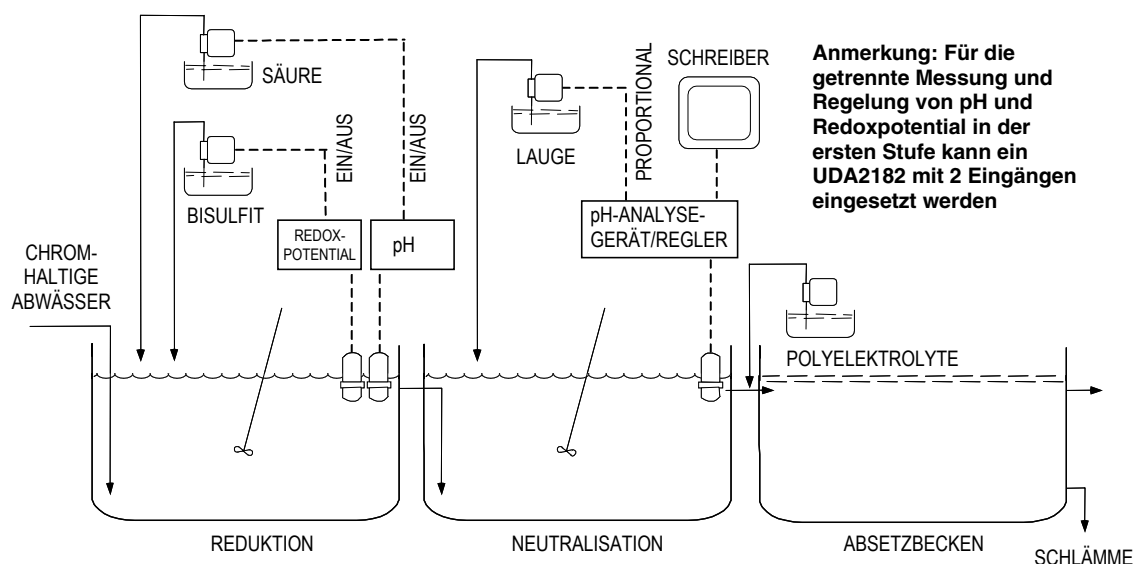 SÄURE
BISULFIT
EIN/AUS
EIN/AUS
REDOX-
POTENTIAL
pH
CHROM-
HALTIGE
ABWÄSSER
LAUGE
PROPORTIONAL
SCHREIBER
pH-ANALYSE-
GERÄT/REGLER
Anmerkung: Für die
getrennte Messung und
Regelung von pH und
Redoxpotential in der
ersten Stufe kann ein
UDA2182 mit 2 Eingängen
eingesetzt werden
POLYELEKTROLYTE
REDUKTION
NEUTRALISATION
ABSETZBECKEN
SCHLÄMME